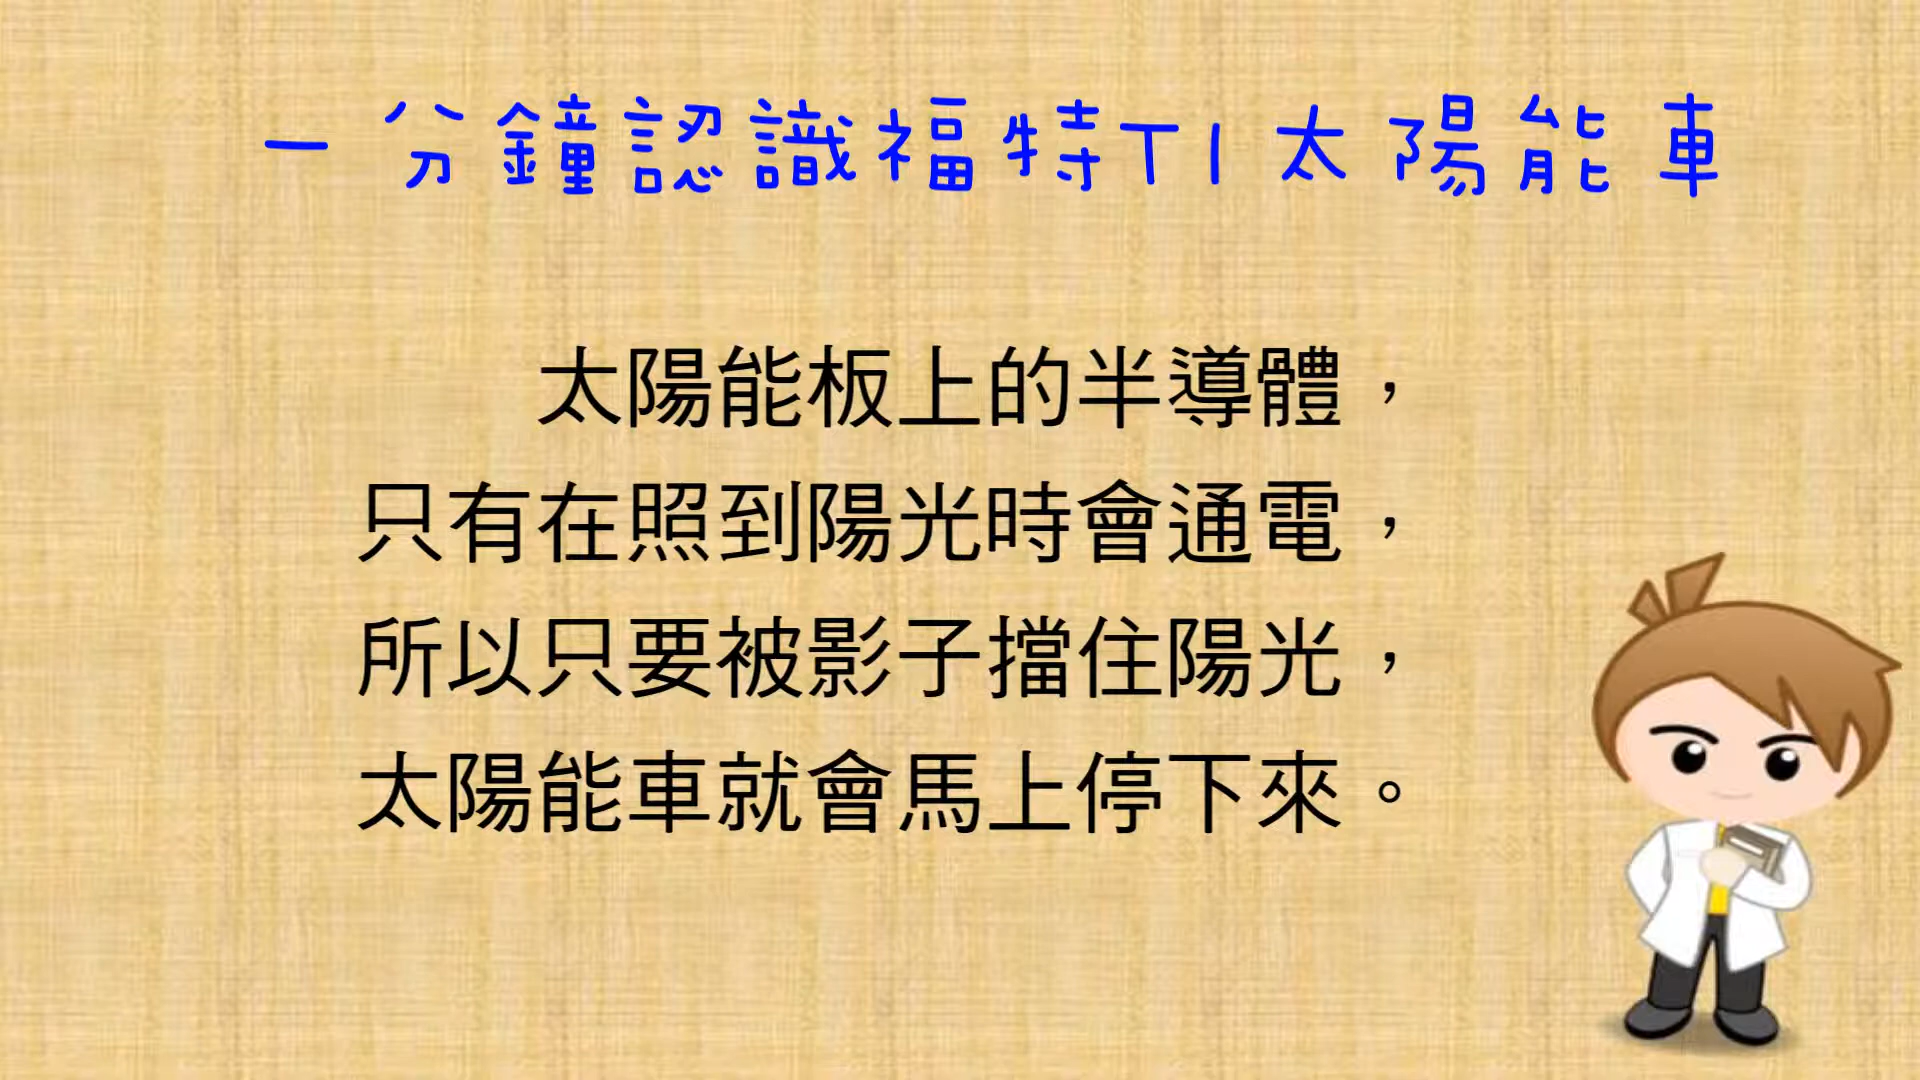 一分鐘認識福特T1太陽能車
太陽能板上的半導體，
只有在照到陽光時會通電，
所以只要被影子擋住陽光，
太陽能車就會馬上停下來。